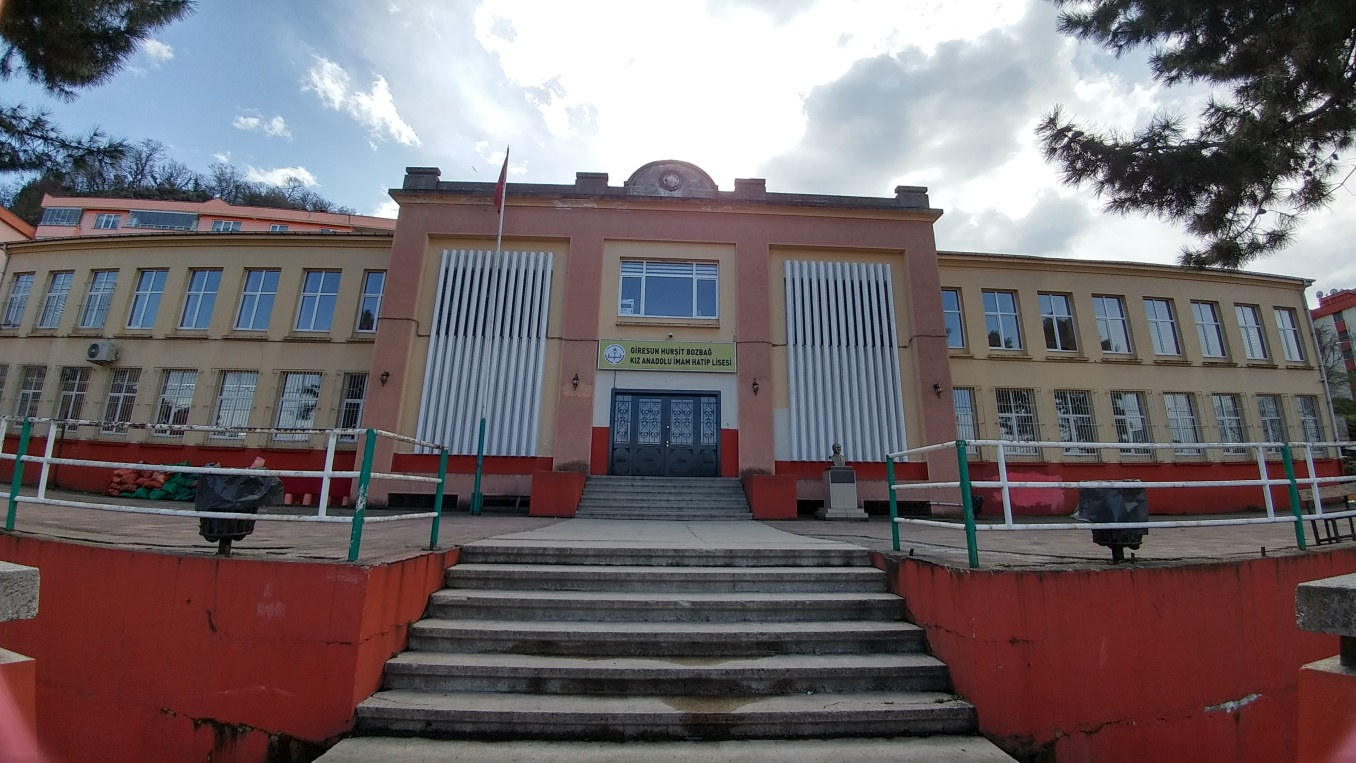 GİRESUN HURŞİT BOZBAĞ
KIZ ANADOLU İMAM HATİP LİSESİ